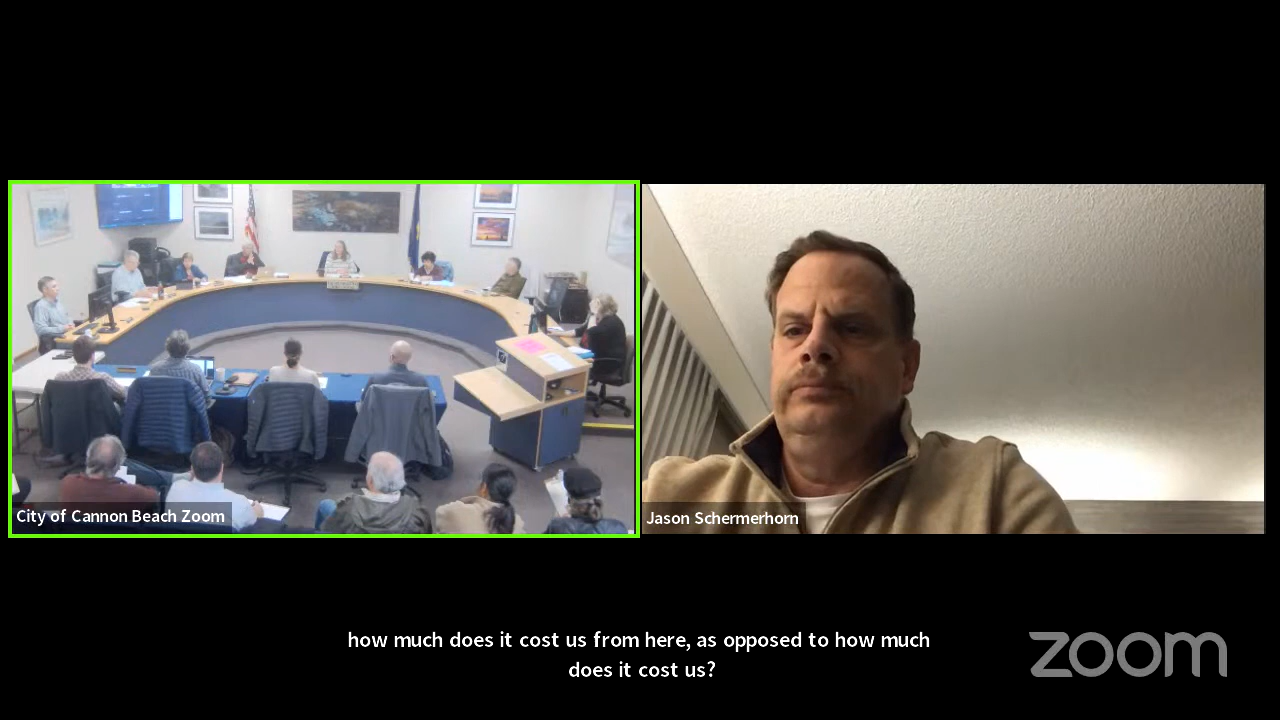 City of Cannon Beach Zoom
Jason Schermerhorn
how much does it cost us from here, as opposed to how much
does it cost us?
zoom